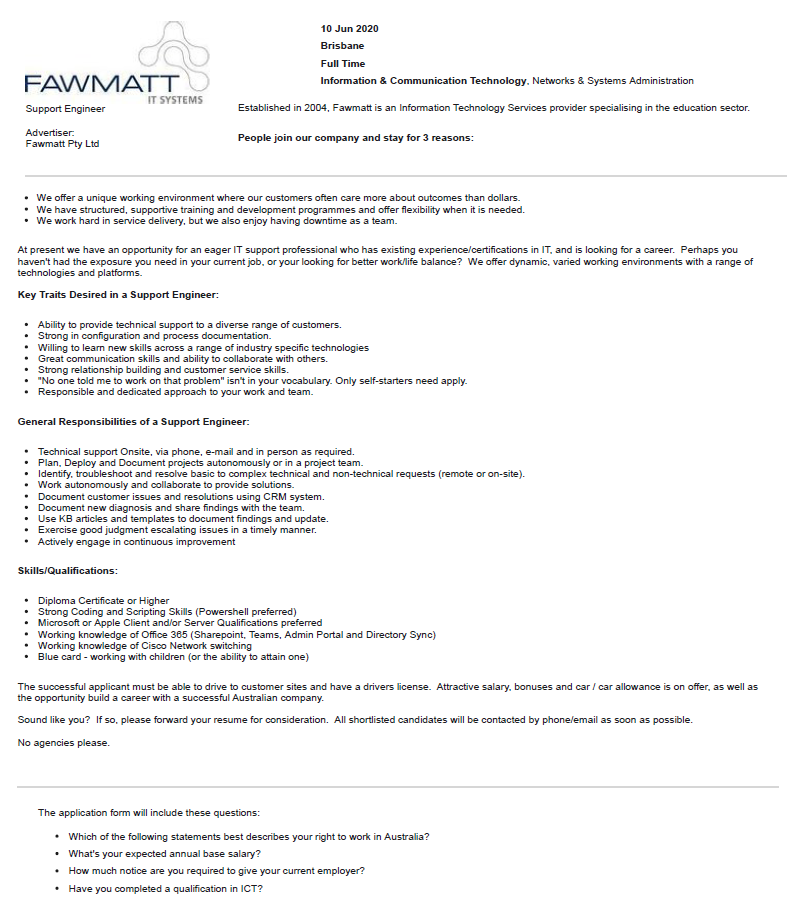 10 Jun 2020
Brisbane
Full Time
Information & Communication Technology, Networks & Systems Administration
FAWMATT
IT SYSTEMS
Support Engineer
Established in 2004, Fawmatt is an Information Technology Services provider specialising in the education sector.
Advertiser:
Fawmatt Pty Ltd
People join our company and stay for 3 reasons:
• We offer a unique working environment where our customers often care more about outcomes than dollars.
• We have structured, supportive training and development programmes and offer flexibility when it is needed.
• We work hard in service delivery, but we also enjoy having downtime as a team.
At present we have an opportunity for an eager IT support professional who has existing experience/certifications in IT, and is looking for a career.  Perhaps you
haven't had the exposure you need in your current job, or your looking for better work/life balance?  We offer dynamic, varied working environments with a range of
technologies and platforms.
Key Traits Desired in a Support Engineer:
• Ability to provide technical support to a diverse range of customers.
• Strong in configuration and process documentation.
• Willing to learn new skills across a range of industry specific technologies
• Great communication skills and ability to collaborate with others.
• Strong relationship building and customer service skills.
• "No one told me to work on that problem" isn't in your vocabulary. Only self-starters need apply.
• Responsible and dedicated approach to your work and team.
General Responsibilities of a Support Engineer:
• Technical support Onsite, via phone, e-mail and in person as required.
• Plan, Deploy and Document projects autonomously or in a project team.
• Identify, troubleshoot and resolve basic to complex technical and non-technical requests (remote or on-site).
• Work autonomously and collaborate to provide solutions.
• Document customer issues and resolutions using CRM system.
• Document new diagnosis and share findings with the team.
• Use KB articles and templates to document findings and update.
• Exercise good judgment escalating issues in a timely manner.
• Actively engage in continuous improvement
Skills/Qualifications:
• Diploma Certificate or Higher
• Strong Coding and Scripting Skills (Powershell preferred)
• Microsoft or Apple Client and/or Server Qualifications preferred
• Working knowledge of Office 365 (Sharepoint, Teams, Admin Portal and Directory Sync)
• Working knowledge of Cisco Network switching
• Blue card - working with children (or the ability to attain one)
The successful applicant must be able to drive to customer sites and have a drivers license.  Attractive salary, bonuses and car / car allowance is on offer, as well as
the opportunity build a career with a successful Australian company.
Sound like you?  If so, please forward your resume for consideration.  All shortlisted candidates will be contacted by phone/email as soon as possible.
No agencies please.
The application form will include these questions:
• Which of the following statements best describes your right to work in Australia?
• What's your expected annual base salary?
• How much notice are you required to give your current employer?
• Have you completed a qualification in ICT?